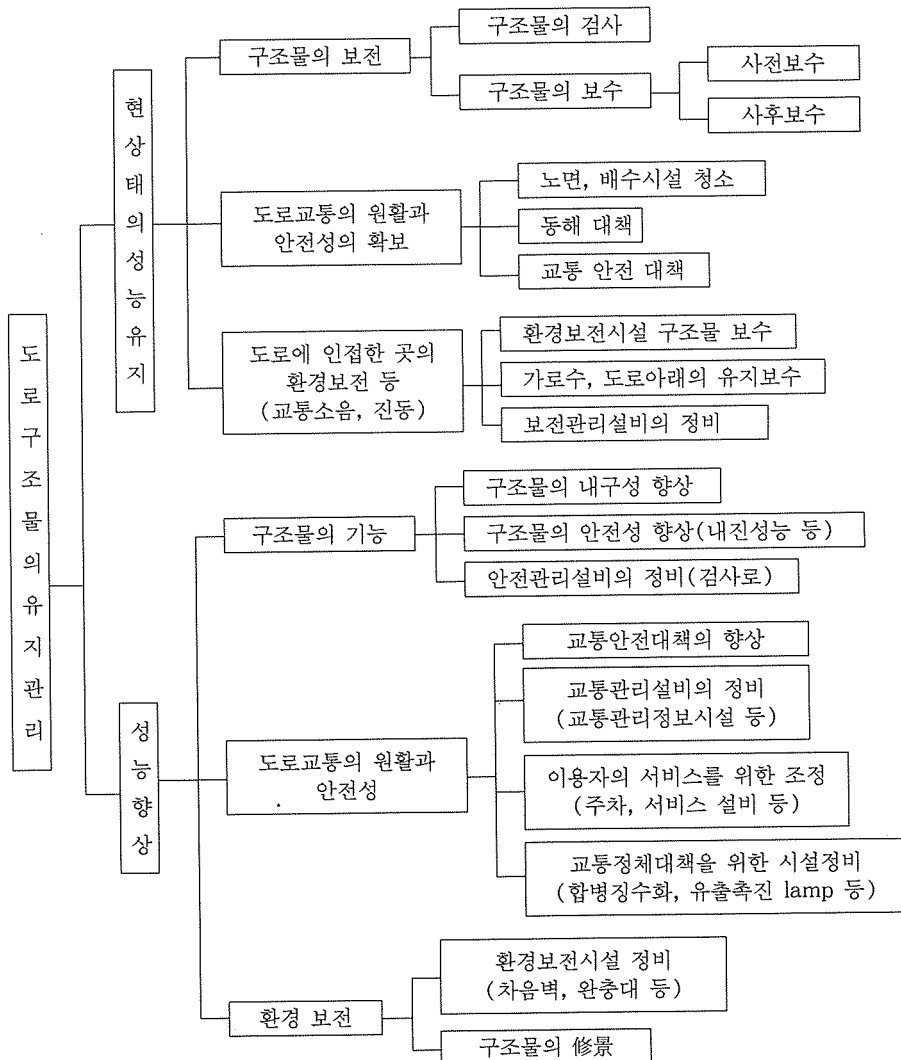 도로구조물의유지관리
현상태의성능유지
구조물의 보전
구조물의 검사
구조물의 보수
사전보수
사후보수
도로교통의 원활과
안전성의 확보
노면, 배수시설 청소
동해 대책
교통 안전 대책
도로에 인접한 곳의
환경보전 등
(교통소음, 진동)
환경보전시설 구조물 보수
가로수, 도로아래의 유지보수
보전관리설비의 정비
성능향상
구조물의 기능
구조물의 내구성 향상
구조물의 안전성 향상(내진성능 등)
안전관리설비의 정비(검사로)
도로교통의 원활과
안전성
교통안전대책의 향상
교통관리설비의 정비
(교통관리정보시설 등)
이용자의 서비스를 위한 조정
(주차, 서비스 설비 등)
교통정체대책을 위한 시설정비
(합병징수화, 유출촉진 lamp 등)
환경 보전
환경보전시설 정비
(차음벽, 완충대 등)
구조물의 修景